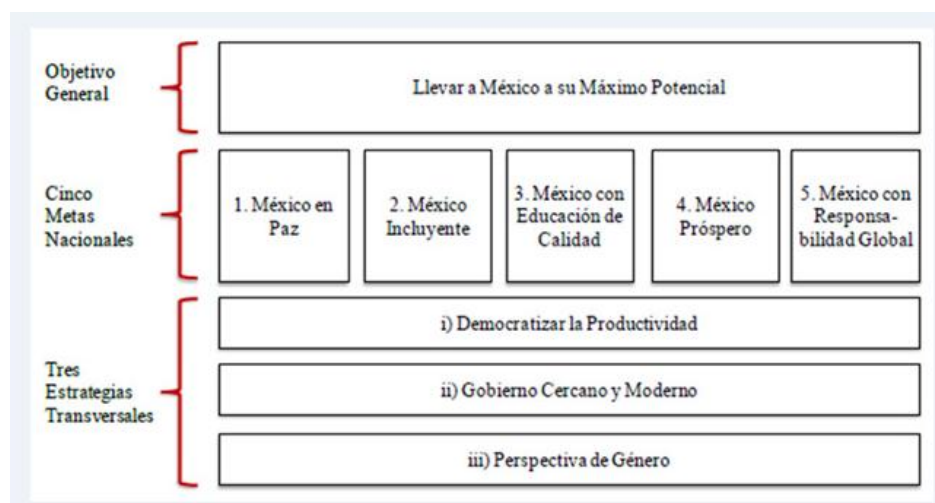 Objetivo
General
Llevar a México a su Máximo Potencial
Cinco
Metas
Nacionales
1. México en
Paz
2. México
Incluyente
3. México con
Educación de
Calidad
4. México
Próspero
5. México con
Responsa-
bilidad Global
Tres
Estrategias
Transversales
i) Democratizar la Productividad
ii) Gobierno Cercano y Moderno
iii) Perspectiva de Género